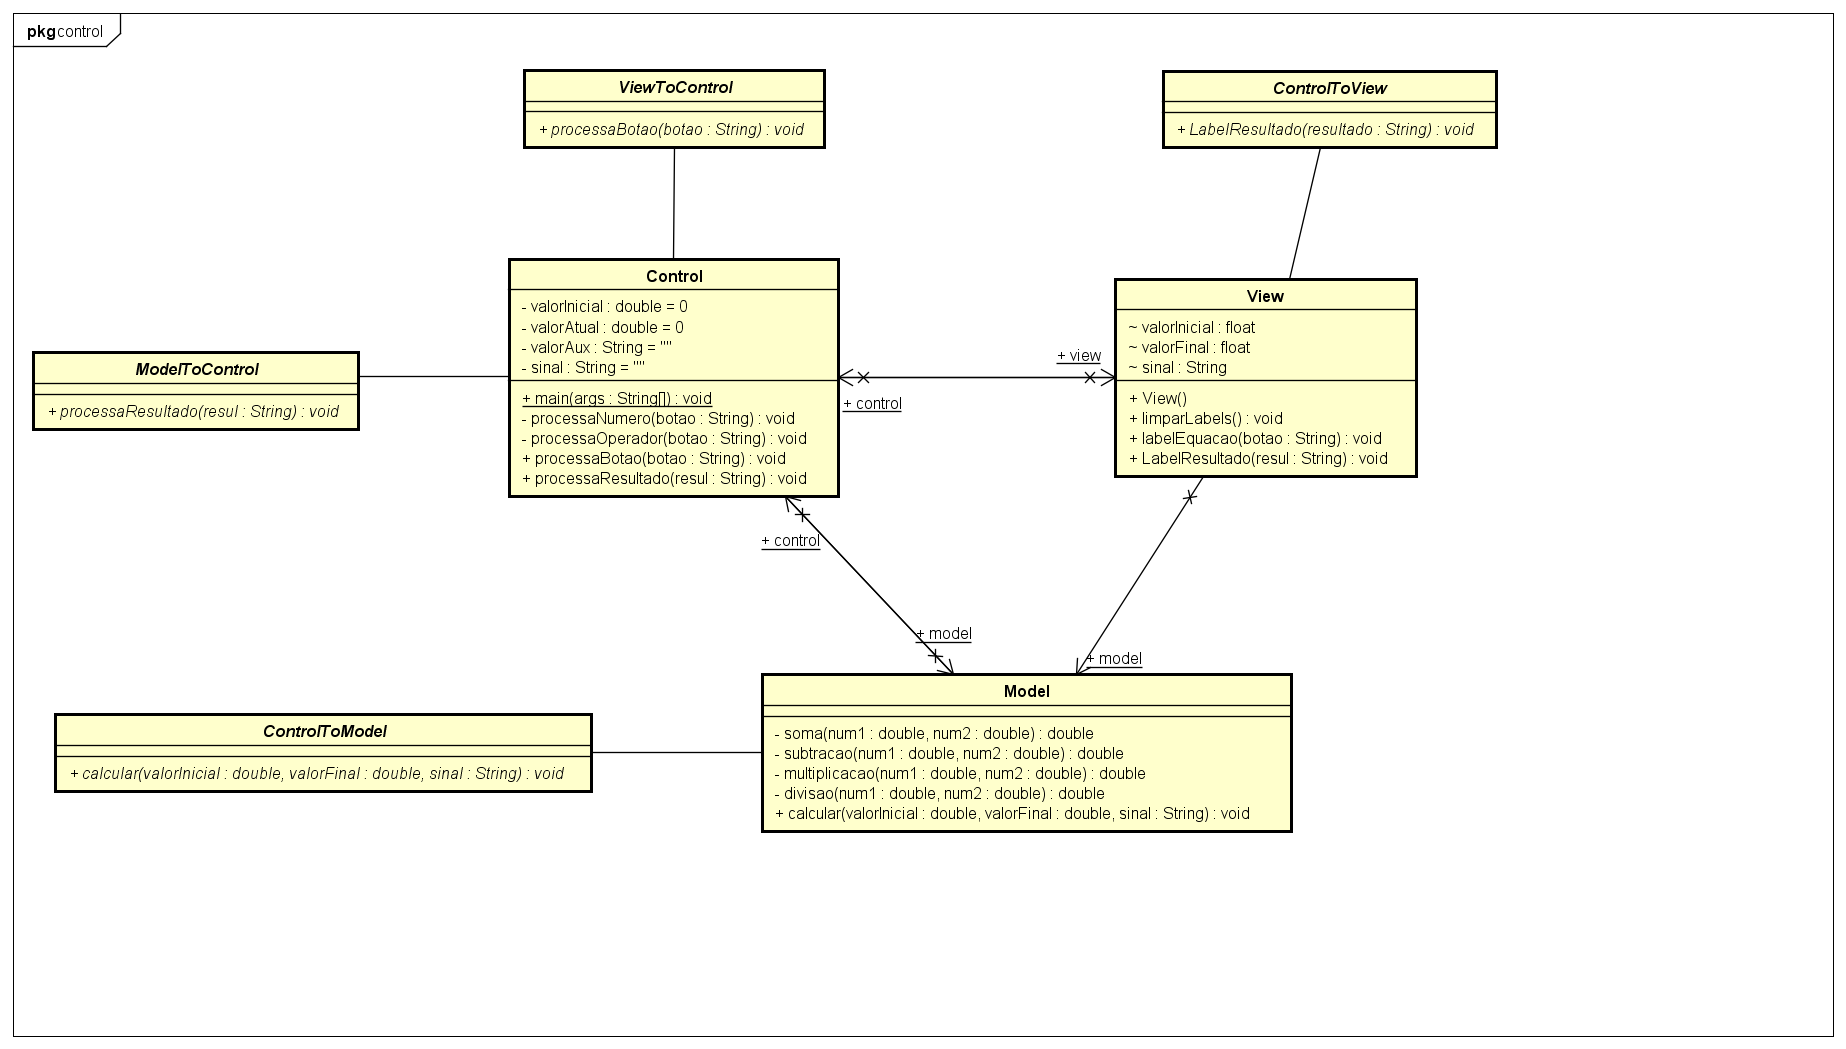 pkg control
ViewToControl
+ processaBotao(botao : String) : void
ControlToView
+ LabelResultado(resultado : String) : void
Control
- valorInicial : double = 0
- valorAtual : double = 0
- valorAux : String = ""
- sinal : String = ""
+ main(args : String[]) : void
- processaNumero(botao : String) : void
- processaOperador(botao : String) : void
+ processaBotao(botao : String) : void
+ processaResultado(resul : String) : void
View
~ valorInicial : float
~ valorFinal : float
~ sinal : String
+ View()
+ limparLabels() : void
+ labelEquacao(botao : String) : void
+ LabelResultado(resul : String) : void
ModelToControl
+ processaResultado(resul : String) : void
+ view
+ control
+ control
+ model
+ model
ControlToModel
+ calcular(valorInicial : double, valorFinal : double, sinal : String) : void
Model
- soma(num1 : double, num2 : double) : double
- subtracao(num1 : double, num2 : double) : double
- multiplicacao(num1 : double, num2 : double) : double
- divisao(num1 : double, num2 : double) : double
+ calcular(valorInicial : double, valorFinal : double, sinal : String) : void